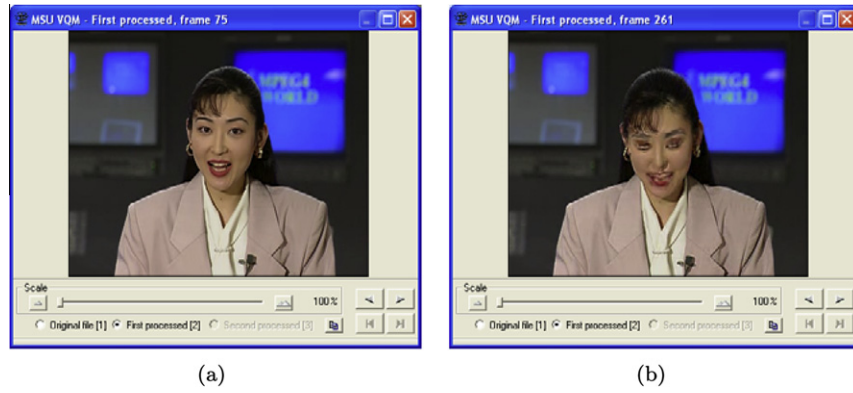 MSU VQM - First processed, frame 75
MPEG4
WORLD
Scale
100%
Original file [1] First processed [2] Second processed [3]
(a)
MSU VQM - First processed, frame 261
MPEG4
WORLD
Scale
100%
Original file [1] First processed [2] Second processed [3]
(b)